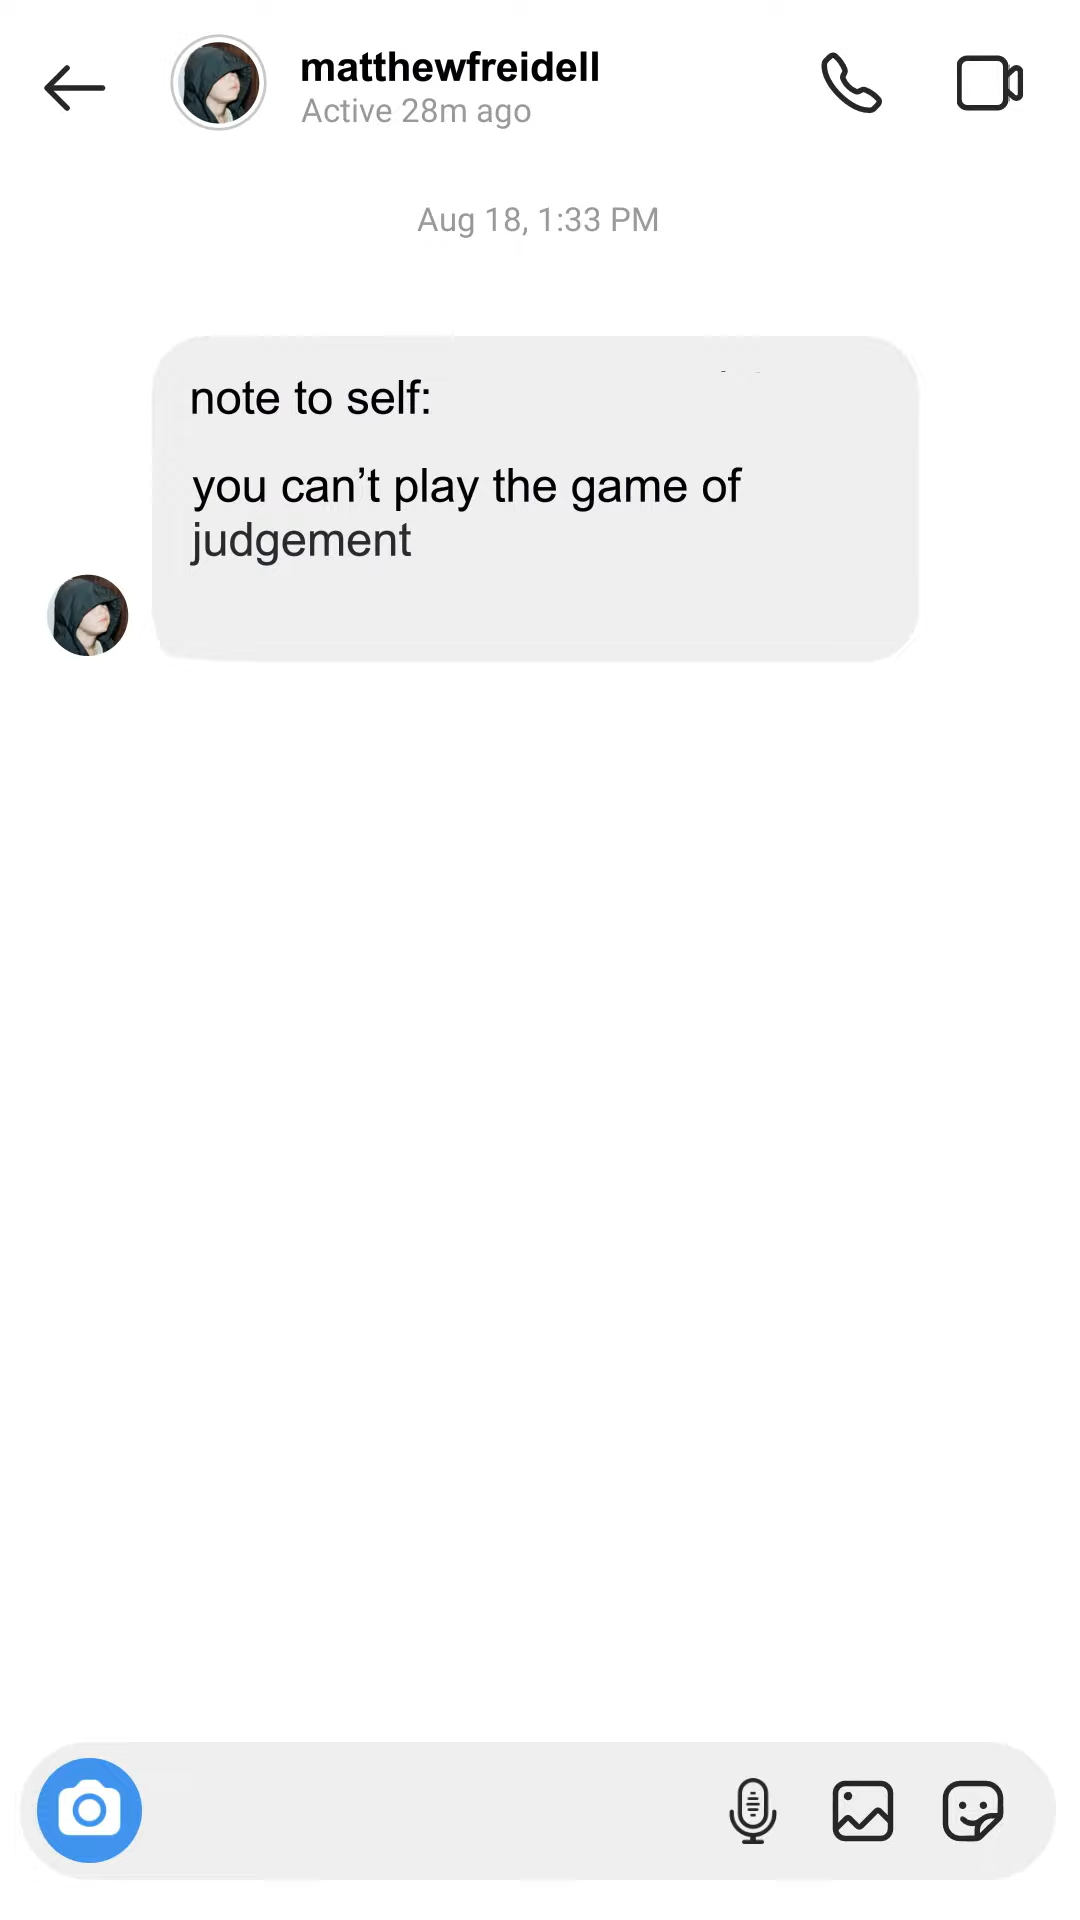 matthewfreidell
Active 28m ago
Aug 18, 1:33 PM
note to self:
you can’t play the game of
judgement